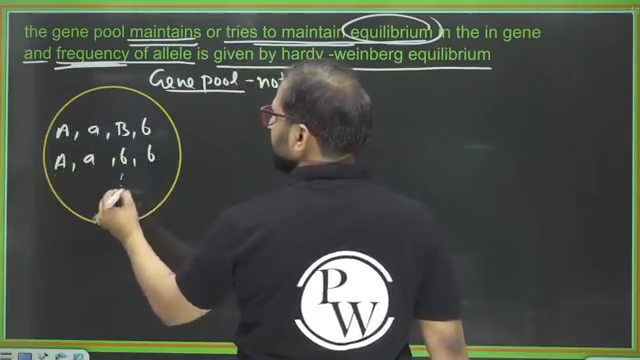 the gene pool maintains or tries to maintain equilibrium in the in gene
and frequency of allele is given by hardy -weinberg equilibrium
Gene pool - not
A, a, B, b
A, a, b, b
P
W